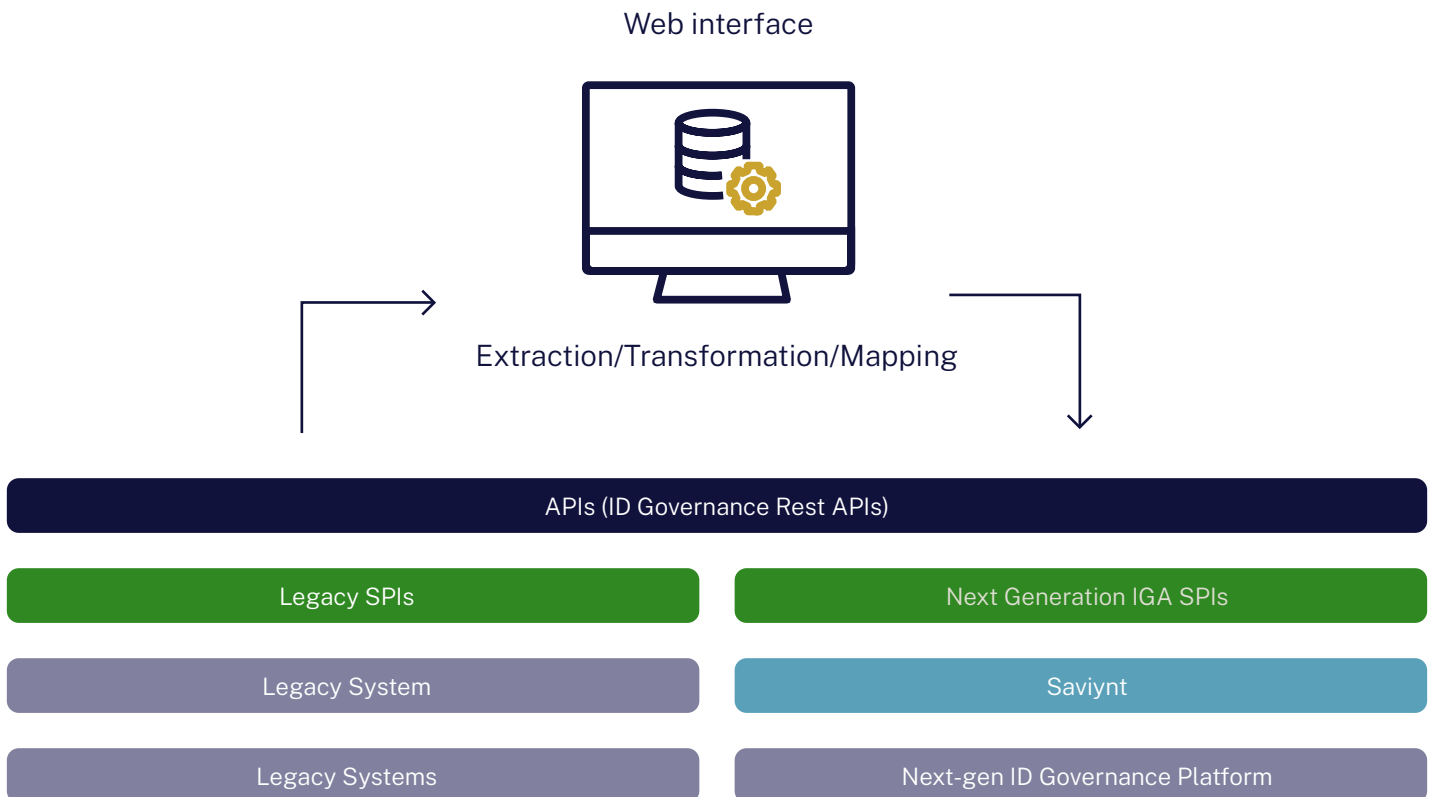 Web interface
Extraction/Transformation/Mapping
APIs (ID Governance Rest APIs)
Legacy SPIs
Next Generation IGA SPIs
Legacy System
Saviynt
Legacy Systems
Next-gen ID Governance Platform